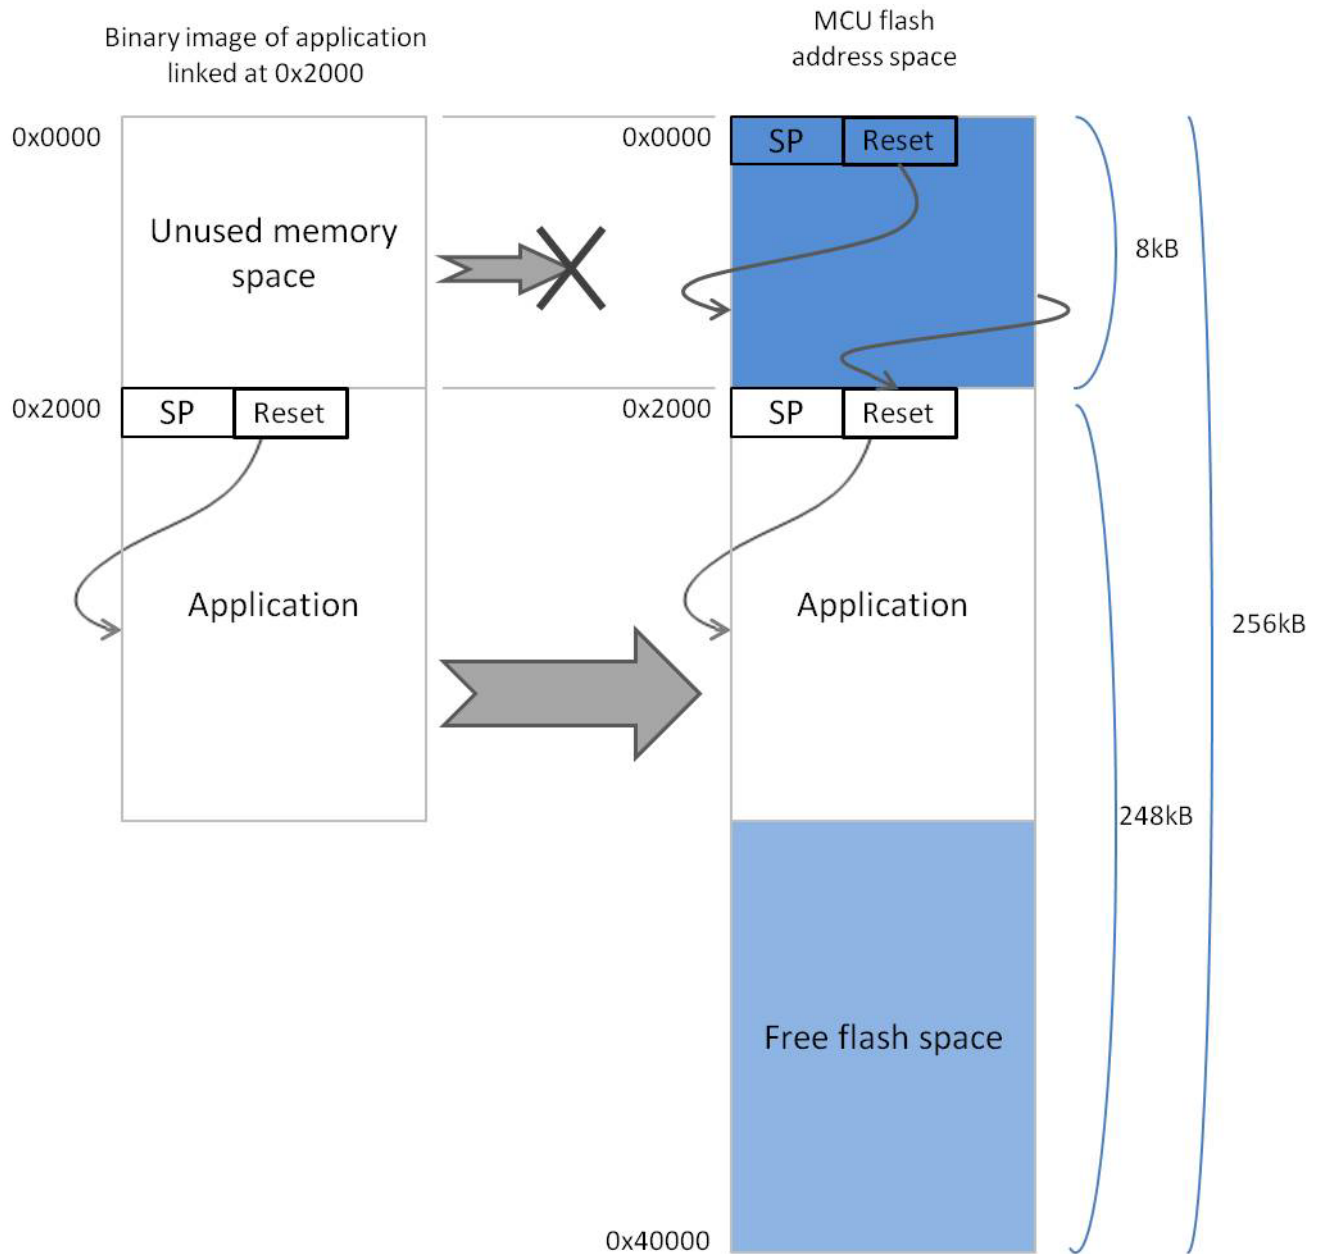 Binary image of application
linked at 0x2000
MCU flash
address space
0x0000
0x0000
SP
Reset
Unused memory
space
8kB
0x2000
SP
Reset
0x2000
SP
Reset
Application
Application
256kB
248kB
Free flash space
0x40000